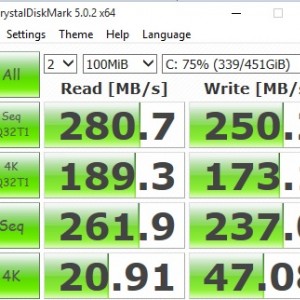 rystalDiskMark 5.0.2 x64
Settings Theme Help Language
All 2 100MiB C: 75% (339/451GiB)
Read [MB/s] Write [MB/s]
Seq
Q32T1 280.7 250.
4K
Q32T1 189.3 173.
Seq 261.9 237.0
4K 20.91 47.08